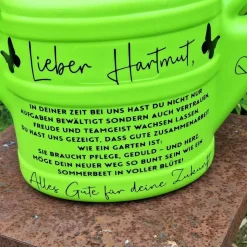 Lieber Hartmut,
IN DEINER ZEIT BEI UNS HAST DU NICHT NUR
AUFGABEN BEWÄLTIGT SONDERN AUCH VERTRAUEN,
FREUDE UND TEAMGEIST WACHSEN LASSEN.
DU HAST UNS GEZEIGT, DASS GUTE ZUSAMMENARBEIT
WIE EIN GARTEN IST:
SIE BRAUCHT PFLEGE, GEDULD – UND HERZ
MÖGE DEIN NEUER WEG SO BUNT SEIN WIE EIN
SOMMERBEET IN VOLLER BLÜTE!
Alles Gute für deine Zukunft